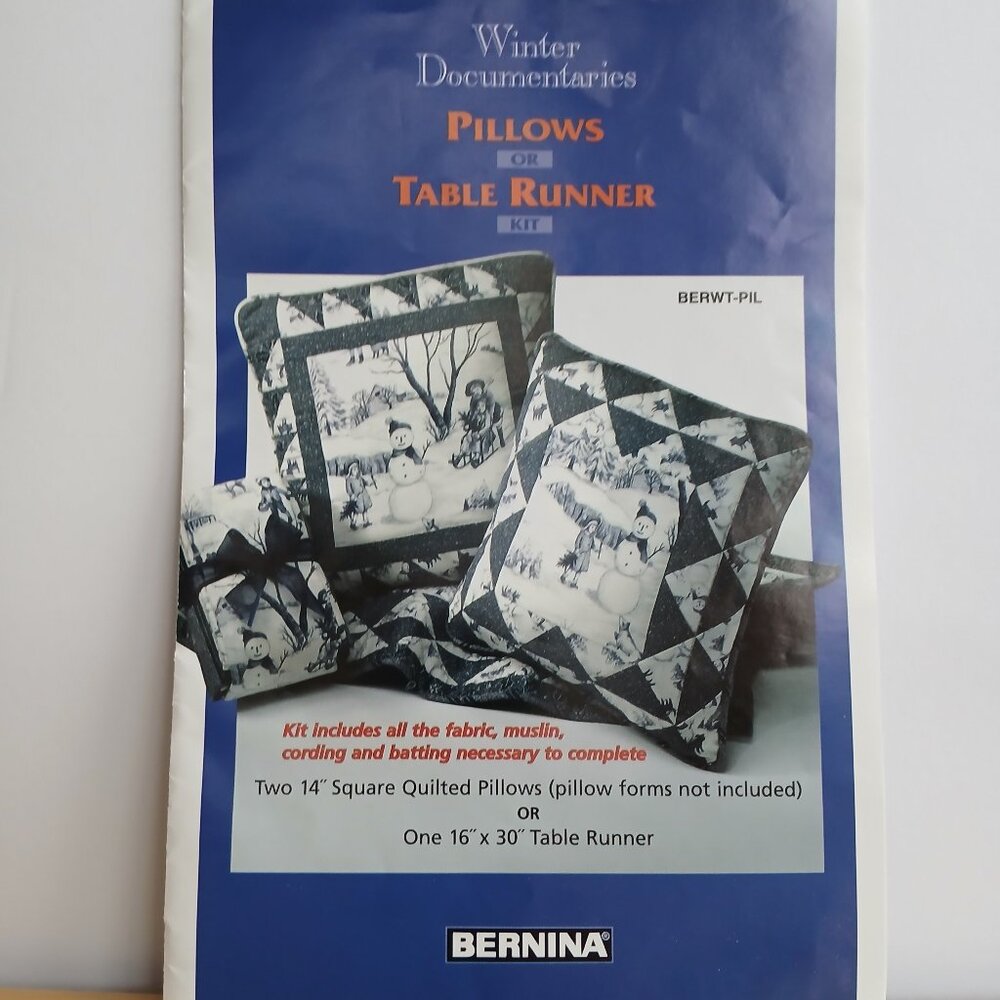 Winter
Documentaries
PILLOWS
OR
TABLE RUNNER
KIT
BERWT-PIL
Kit includes all the fabric, muslin,
cording and batting necessary to complete
Two 14″ Square Quilted Pillows (pillow forms not included)
OR
One 16″ x 30″ Table Runner
BERNINA®